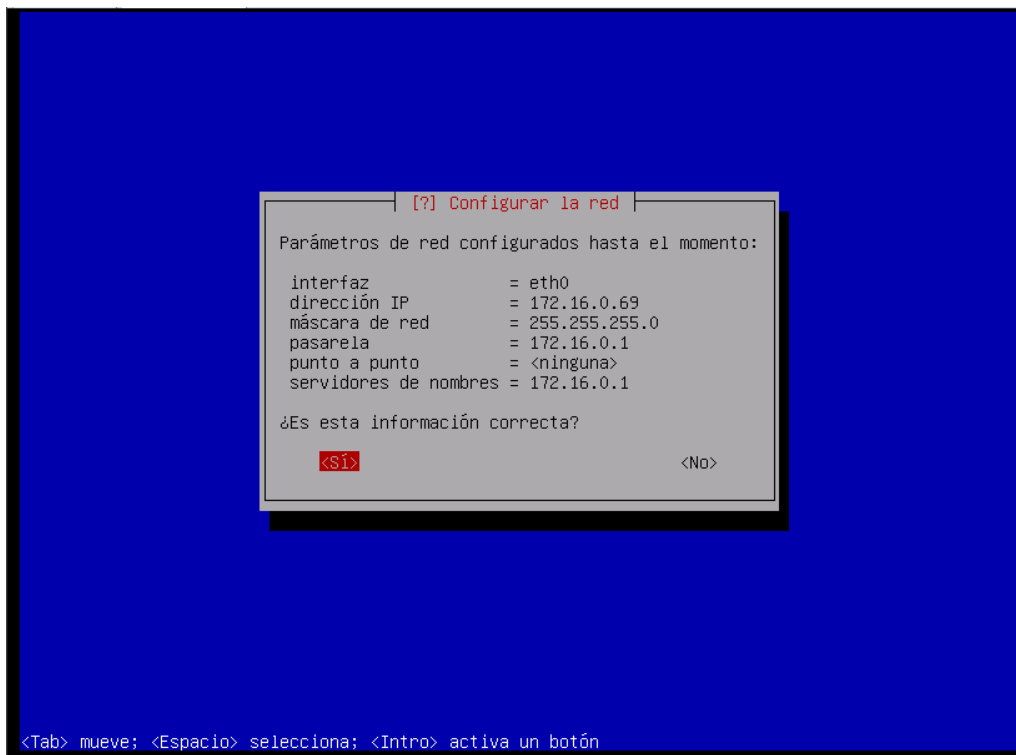 [?] Configurar la red
Parámetros de red configurados hasta el momento:
interfaz = eth0
dirección IP = 172.16.0.69
máscara de red = 255.255.255.0
pasarela = 172.16.0.1
punto a punto = <ninguna>
servidores de nombres = 172.16.0.1
¿Es esta información correcta?
<Sí> <No>
<Tab> mueve; <Espacio> selecciona; <Intro> activa un botón